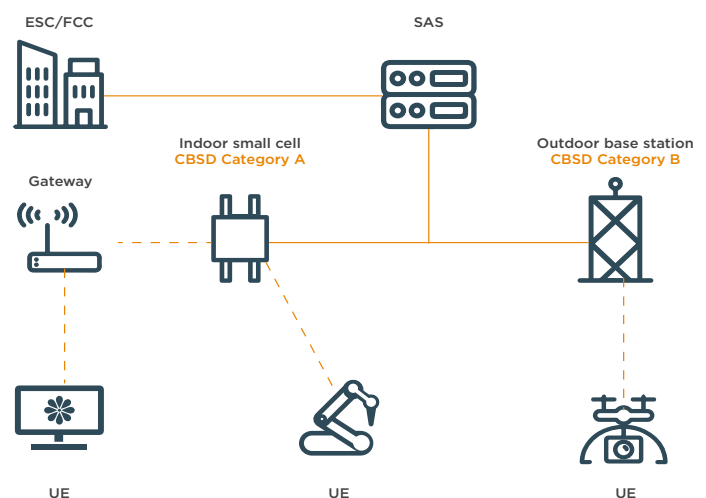 ESC/FCC
SAS
Indoor small cell
CBSD Category A
Outdoor base station
CBSD Category B
Gateway
UE
UE
UE